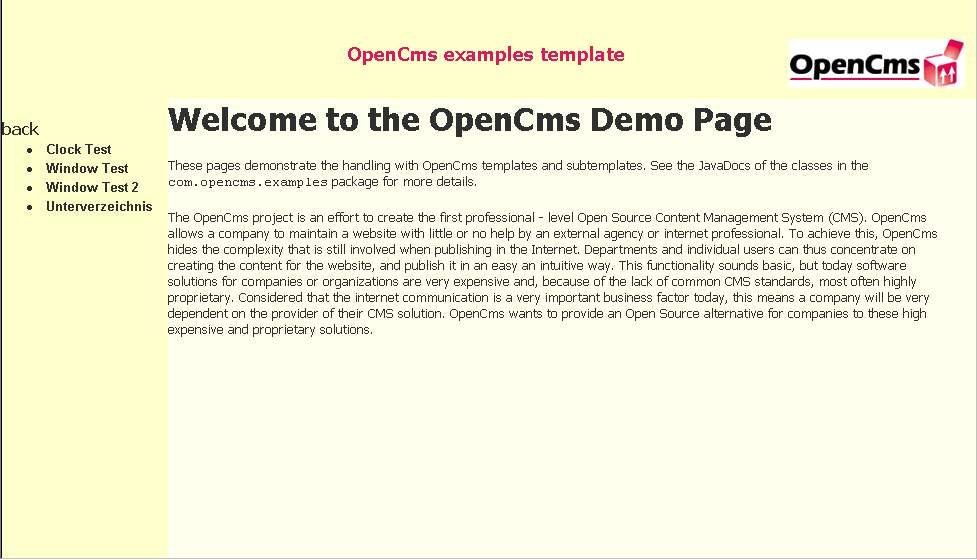 OpenCms examples template
OpenCms
back
Clock Test
Window Test
Window Test 2
Unterverzeichnis
Welcome to the OpenCms Demo Page
These pages demonstrate the handling with OpenCms templates and subtemplates. See the JavaDocs of the classes in the
com.opencms.examples package for more details.
The OpenCms project is an effort to create the first professional - level Open Source Content Management System (CMS). OpenCms
allows a company to maintain a website with little or no help by an external agency or internet professional. To achieve this, OpenCms
hides the complexity that is still involved when publishing in the Internet. Departments and individual users can thus concentrate on
creating the content for the website, and publish it in an easy an intuitive way. This functionality sounds basic, but today software
solutions for companies or organizations are very expensive and, because of the lack of common CMS standards, most often highly
proprietary. Considered that the internet communication is a very important business factor today, this means a company will be very
dependent on the provider of their CMS solution. OpenCms wants to provide an Open Source alternative for companies to these high
expensive and proprietary solutions.